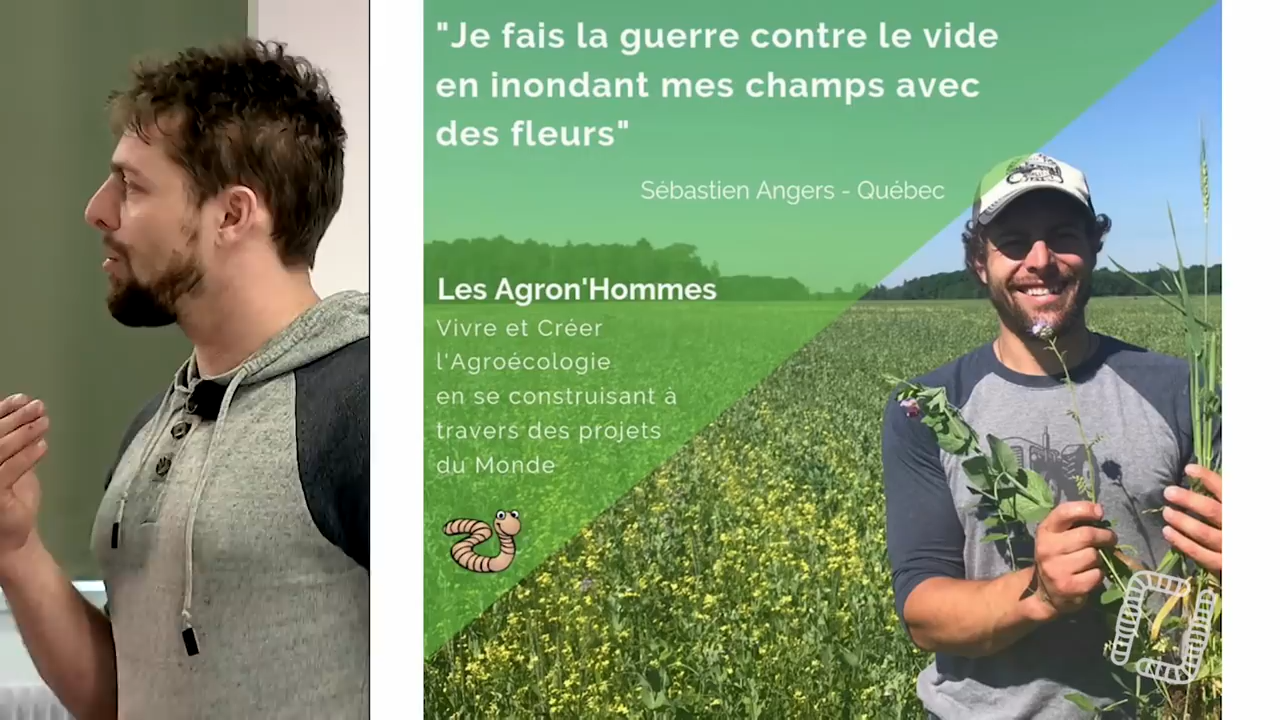 "Je fais la guerre contre le vide
en inondant mes champs avec
des fleurs"
Sébastien Angers - Québec
Les Agron'Hommes
Vivre et Créer
l'Agroécologie
en se construisant à
travers des projets
du Monde